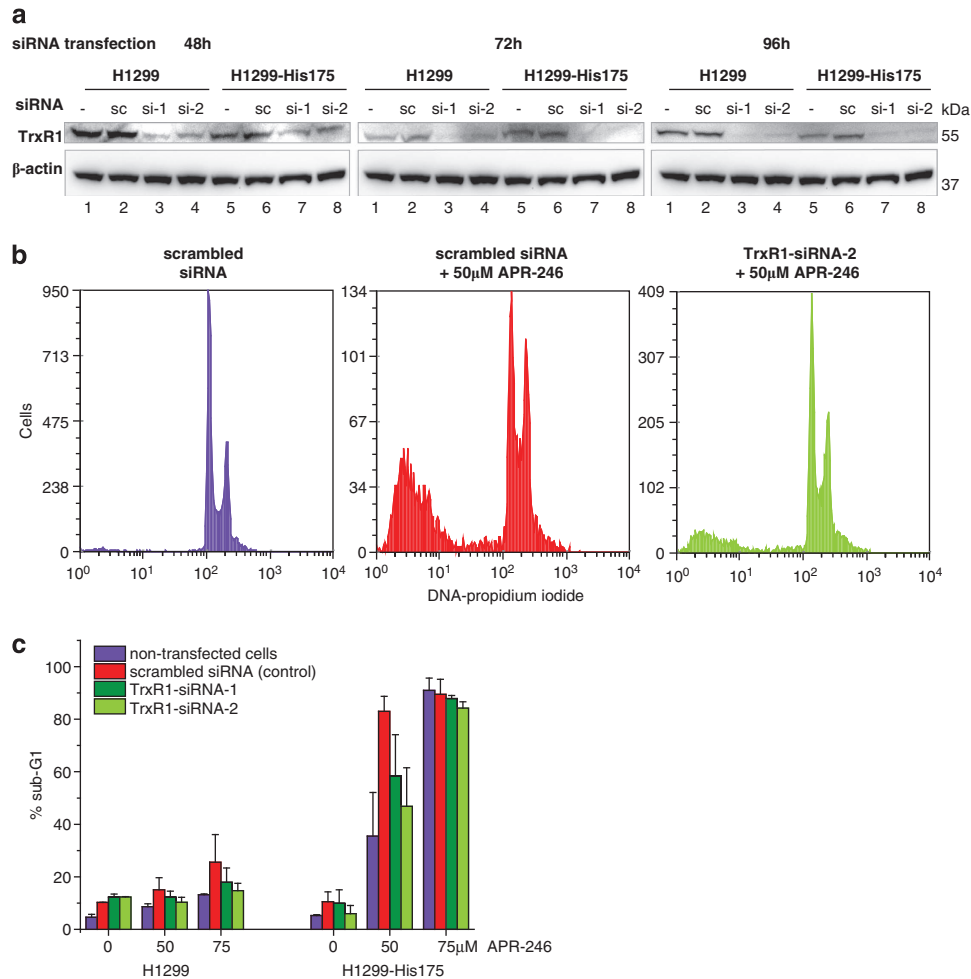 a
siRNA transfection 48h 72h 96h
H1299 H1299-His175 H1299 H1299-His175 H1299 H1299-His175
siRNA - sc si-1 si-2 - sc si-1 si-2 - sc si-1 si-2 - sc si-1 si-2 - sc si-1 si-2 - sc si-1 si-2 kDa
TrxR1 55
β-actin 37
1 2 3 4 5 6 7 8 1 2 3 4 5 6 7 8 1 2 3 4 5 6 7 8
b
scrambled
siRNA
scrambled siRNA
+ 50μM APR-246
TrxR1-siRNA-2
+ 50μM APR-246
Cells
950
713
475
238
0
10⁰ 10¹ 10² 10³ 10⁴
134
101
67
34
0
10⁰ 10¹ 10² 10³ 10⁴
409
307
205
102
0
10⁰ 10¹ 10² 10³ 10⁴
DNA-propidium iodide
c
non-transfected cells
scrambled siRNA (control)
TrxR1-siRNA-1
TrxR1-siRNA-2
% sub-G1
100
80
60
40
20
0
0 50 75 0 50 75μM APR-246
H1299 H1299-His175